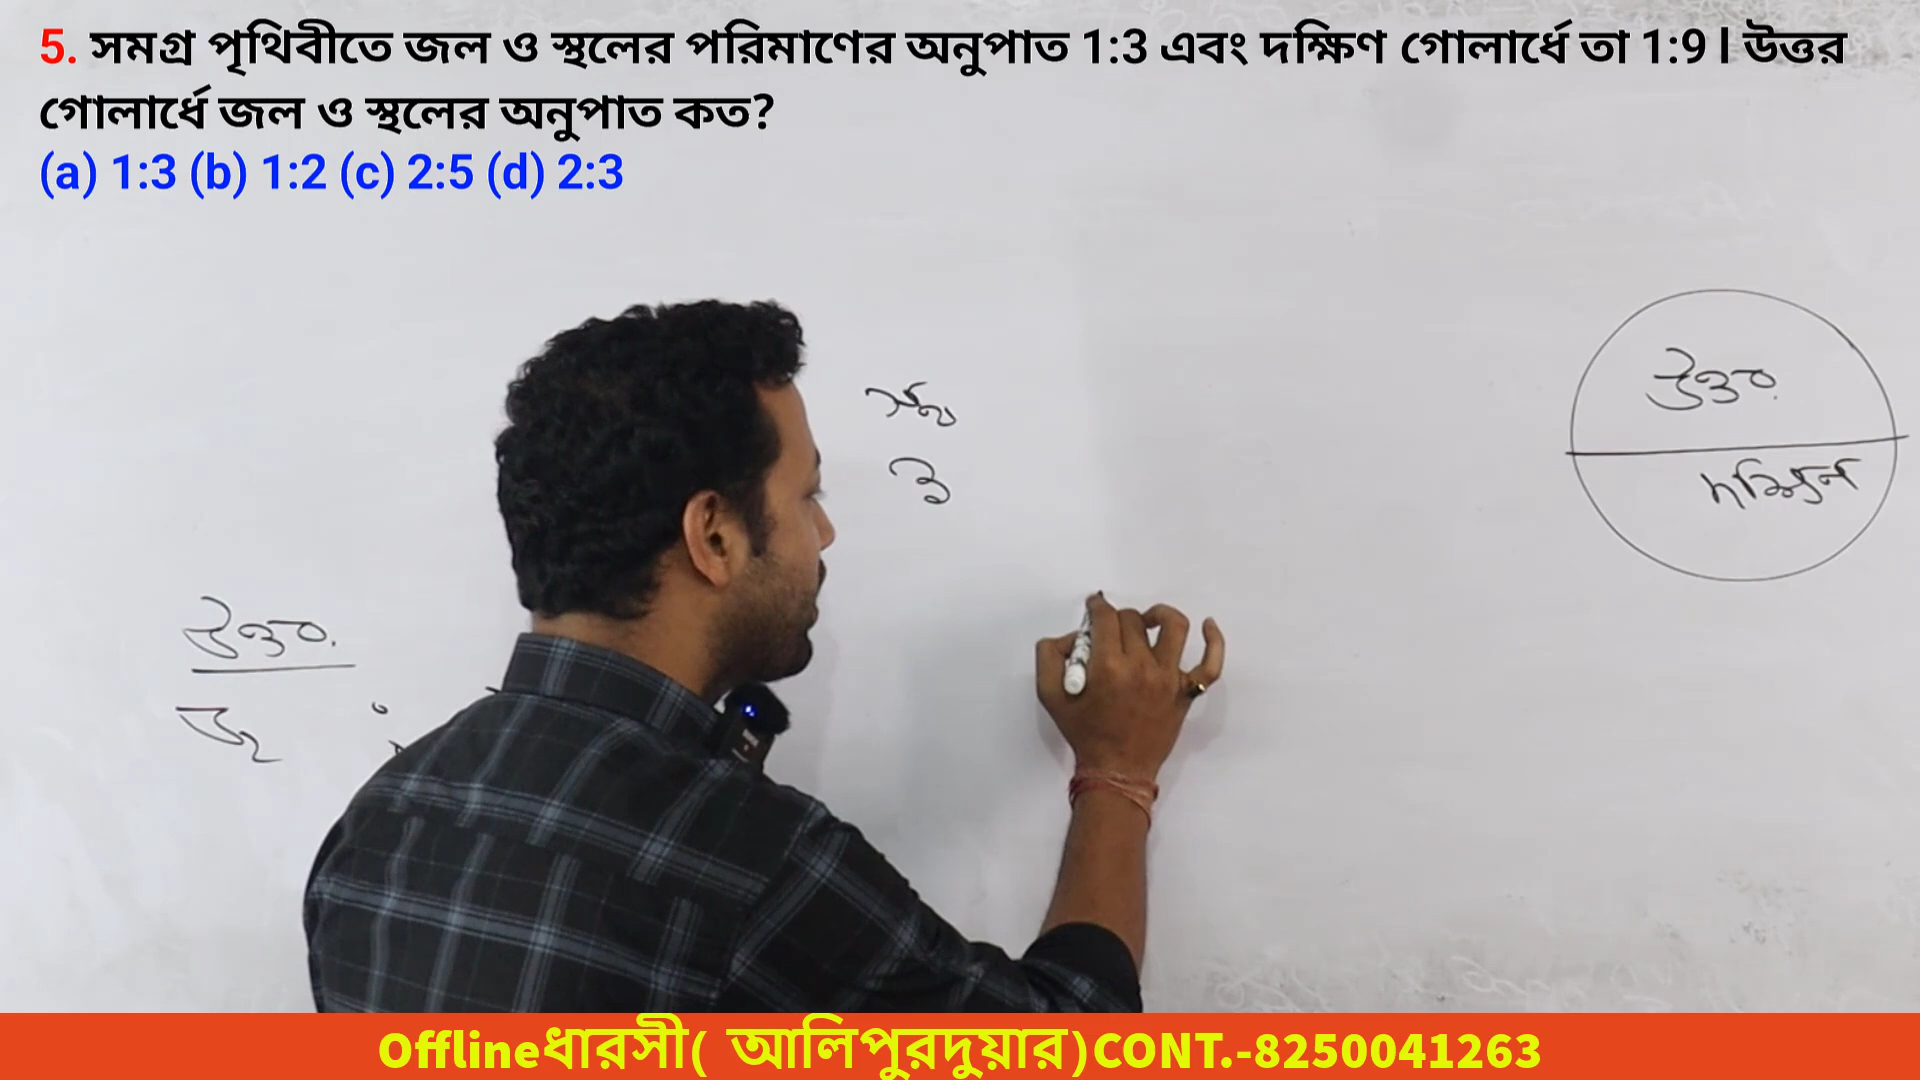 5. সমগ্র পৃথিবীতে জল ও স্থলের পরিমাণের অনুপাত 1:3 এবং দক্ষিণ গোলার্ধে তা 1:9 l উত্তর
গোলার্ধে জল ও স্থলের অনুপাত কত?
(a) 1:3 (b) 1:2 (c) 2:5 (d) 2:3
উত্তর
দক্ষিণ
৩
উত্তর
জ :
Offlineধারসী( আলিপুরদুয়ার)CONT.-8250041263